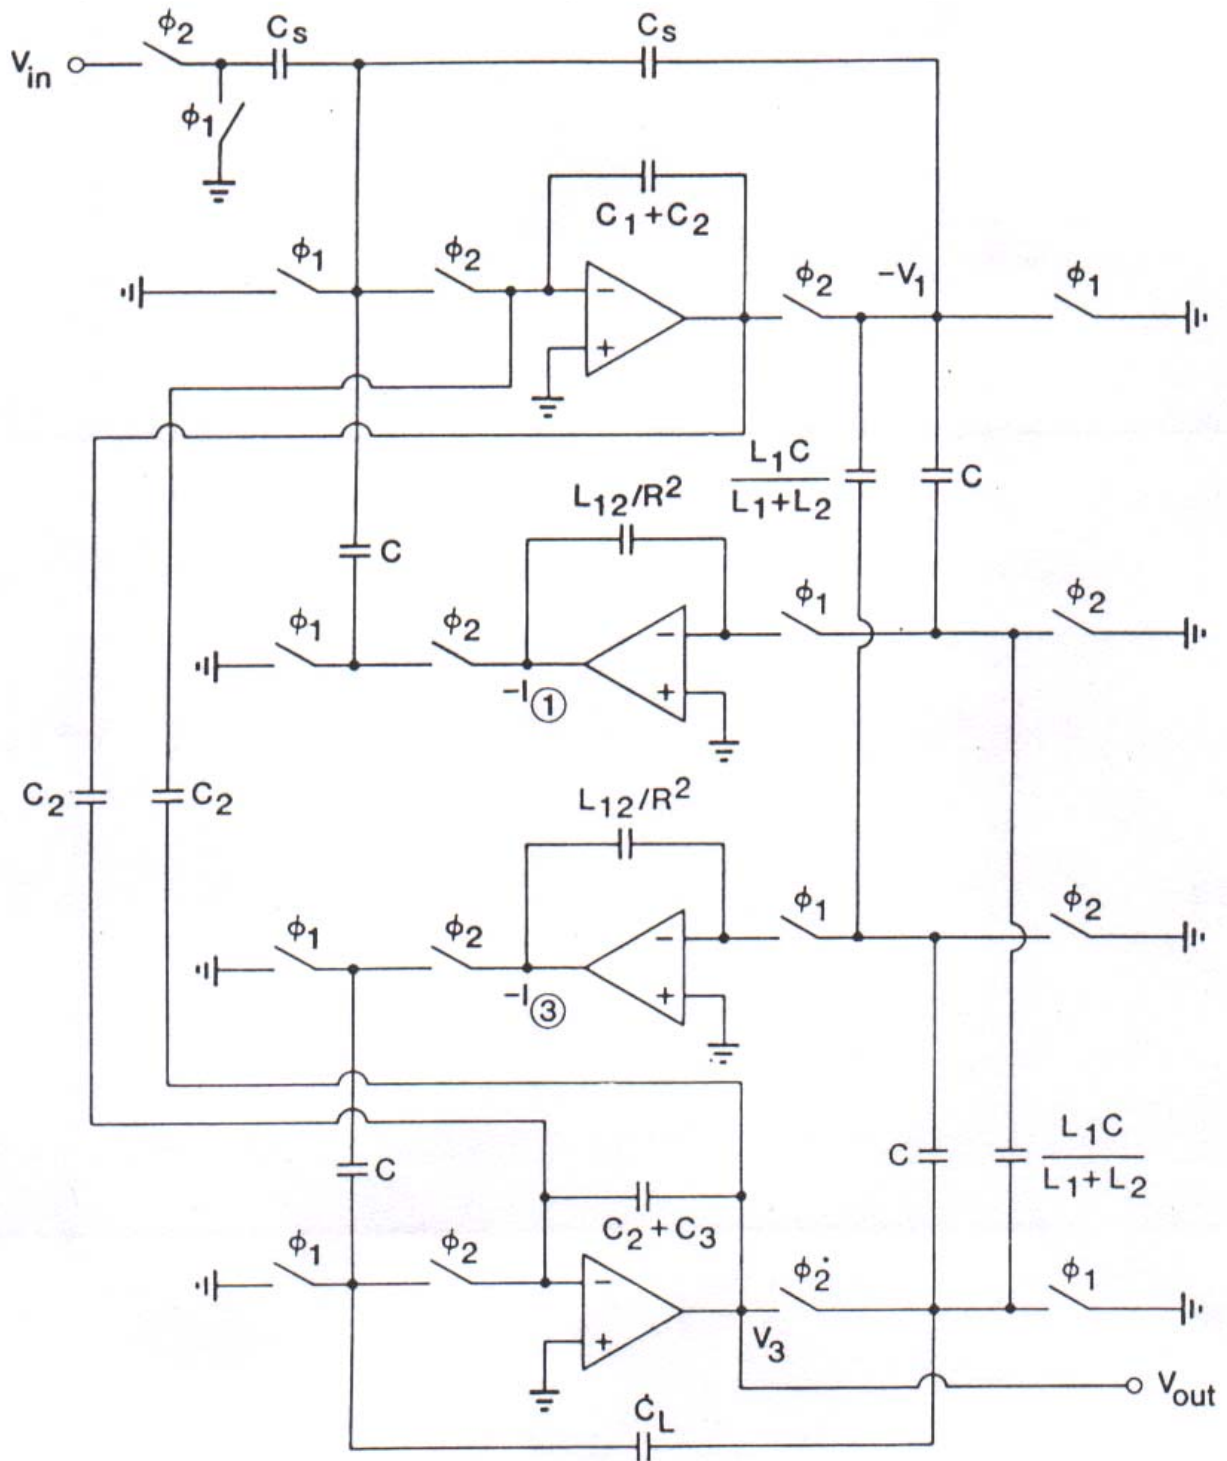 ϕ2 CS CS
Vin
ϕ1
C1+C2
ϕ1 ϕ2 ϕ2 -V1 ϕ1
−
+
L1C / L1+L2 C
L12/R²
C
ϕ1 ϕ2 − ϕ1 ϕ2
-I① +
C2 C2 L12/R²
ϕ1 ϕ2 − ϕ1 ϕ2
-I③ +
C C L1C / L1+L2
C2+C3
ϕ1 ϕ2 − ϕ2 ϕ1
+ V3
Vout
CL